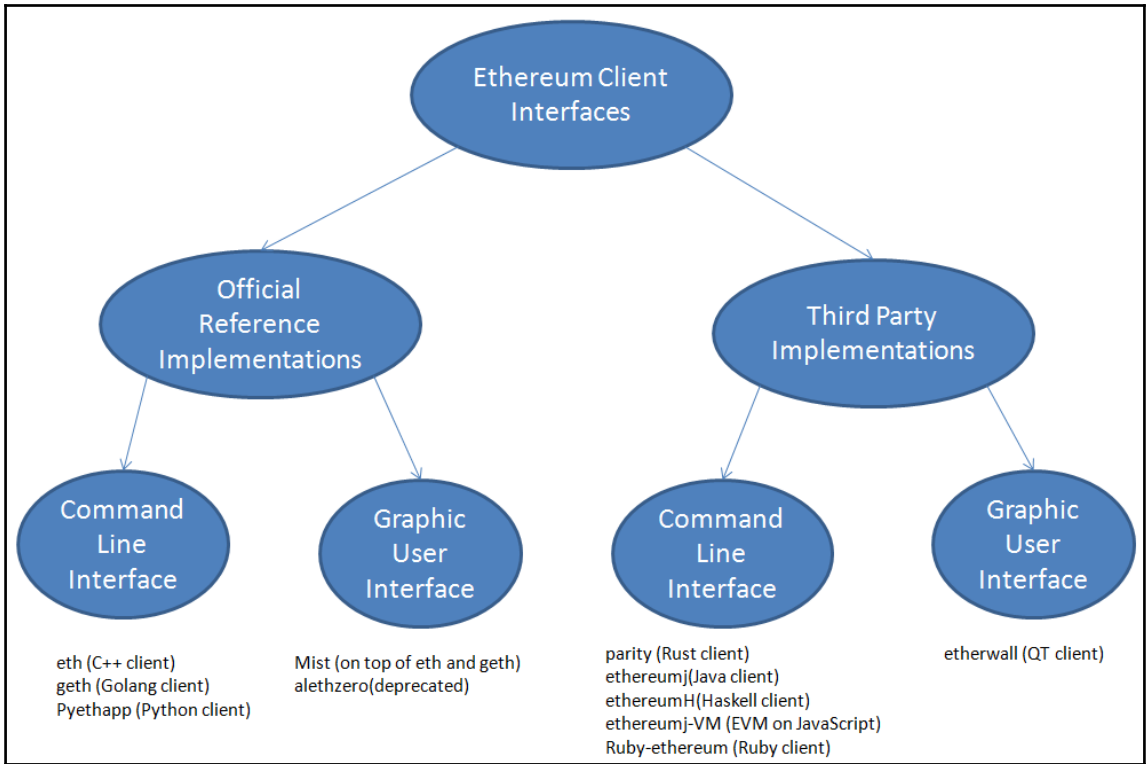 Ethereum Client
Interfaces
Official
Reference
Implementations
Third Party
Implementations
Command
Line
Interface
Graphic
User
Interface
Command
Line
Interface
Graphic
User
Interface
eth (C++ client)
geth (Golang client)
Pyethapp (Python client)
Mist (on top of eth and geth)
alethzero(deprecated)
parity (Rust client)
ethereumj(Java client)
ethereumH(Haskell client)
ethereumj-VM (EVM on JavaScript)
Ruby-ethereum (Ruby client)
etherwall (QT client)